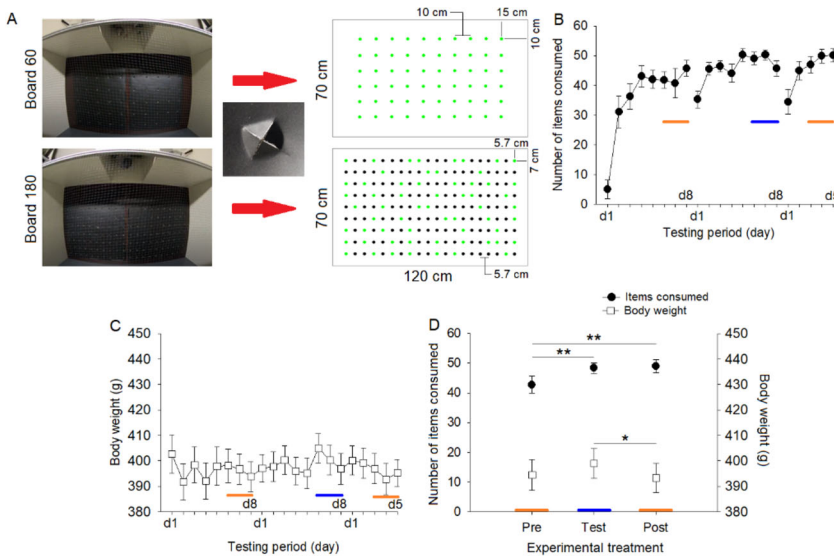 A
Board 60
10 cm
15 cm
10 cm
70 cm
Board 180
5.7 cm
7 cm
70 cm
120 cm
5.7 cm
B
Number of items consumed
60
50
40
30
20
10
0
d1
d8
d1
d8
d1
d5
Testing period (day)
C
Body weight (g)
450
440
430
420
410
400
390
380
d1
d8
d1
d8
d1
d5
Testing period (day)
D
Items consumed
Body weight
Number of items consumed
60
50
40
30
20
10
0
**
**
*
450
440
430
420
410
400
390
380
Body weight (g)
Pre
Test
Post
Experimental treatment